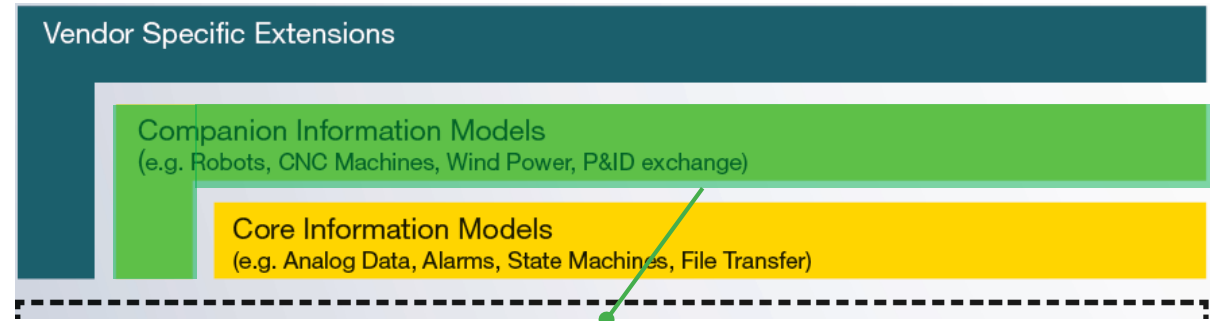 Vendor Specific Extensions
Companion Information Models
(e.g. Robots, CNC Machines, Wind Power, P&ID exchange)
Core Information Models
(e.g. Analog Data, Alarms, State Machines, File Transfer)